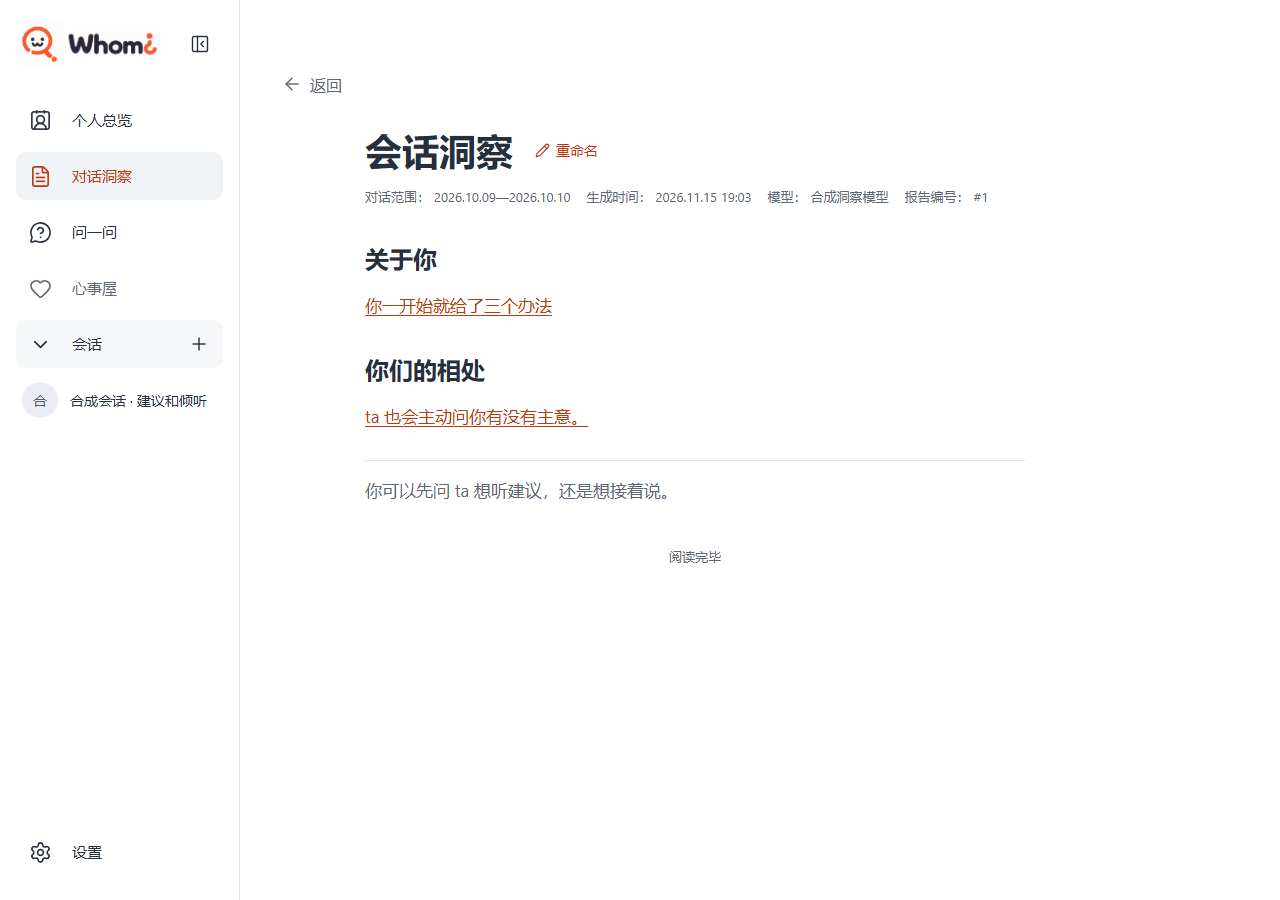 Whomi
个人总览
对话洞察
问一问
心事屋
会话
合 合成会话 · 建议和倾听
设置
返回
会话洞察 重命名
对话范围： 2026.10.09—2026.10.10 生成时间： 2026.11.15 19:03 模型： 合成洞察模型 报告编号： #1
关于你
你一开始就给了三个办法
你们的相处
ta 也会主动问你有没有主意。
你可以先问 ta 想听建议，还是想接着说。
阅读完毕